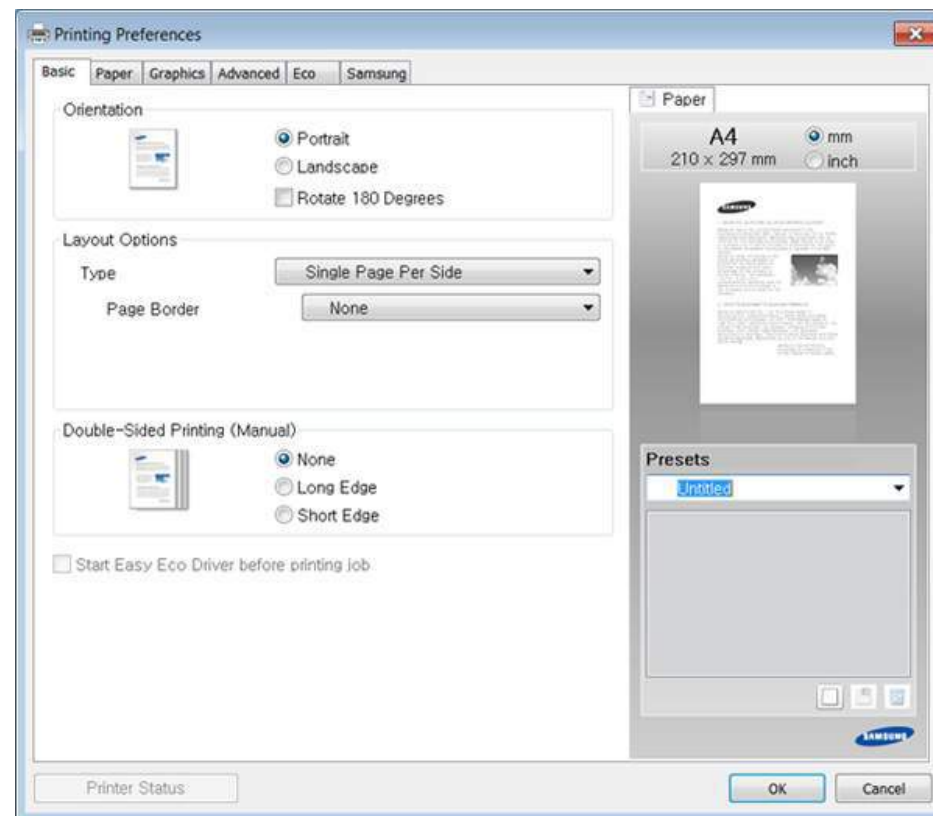 Printing Preferences
Basic Paper Graphics Advanced Eco Samsung
Orientation
Portrait
Landscape
Rotate 180 Degrees
Layout Options
Type Single Page Per Side
Page Border None
Double-Sided Printing (Manual)
None
Long Edge
Short Edge
Start Easy Eco Driver before printing job
Paper
A4
210 x 297 mm
mm
inch
SAMSUNG
Presets
Untitled
SAMSUNG
Printer Status OK Cancel